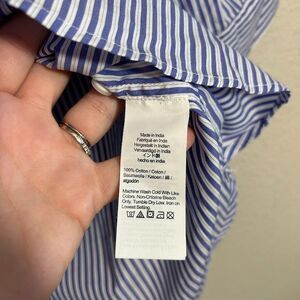 Made in India
Fabriqué en Inde
Hergestellt in Indien
Vervaardigd in India
インド製
hecho en India
100% Cotton / Coton /
Baumwolle / Katoen / 綿 /
algodón
Machine Wash Cold With Like
Colors. Non-Chlorine Bleach
Only. Tumble Dry Low. Iron on
Lowest Setting.